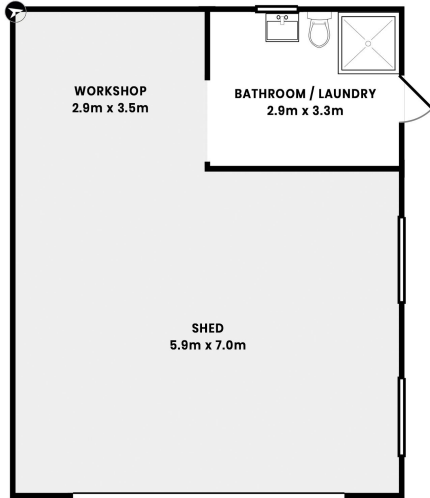 WORKSHOP
2.9m x 3.5m
BATHROOM / LAUNDRY
2.9m x 3.3m
SHED
5.9m x 7.0m